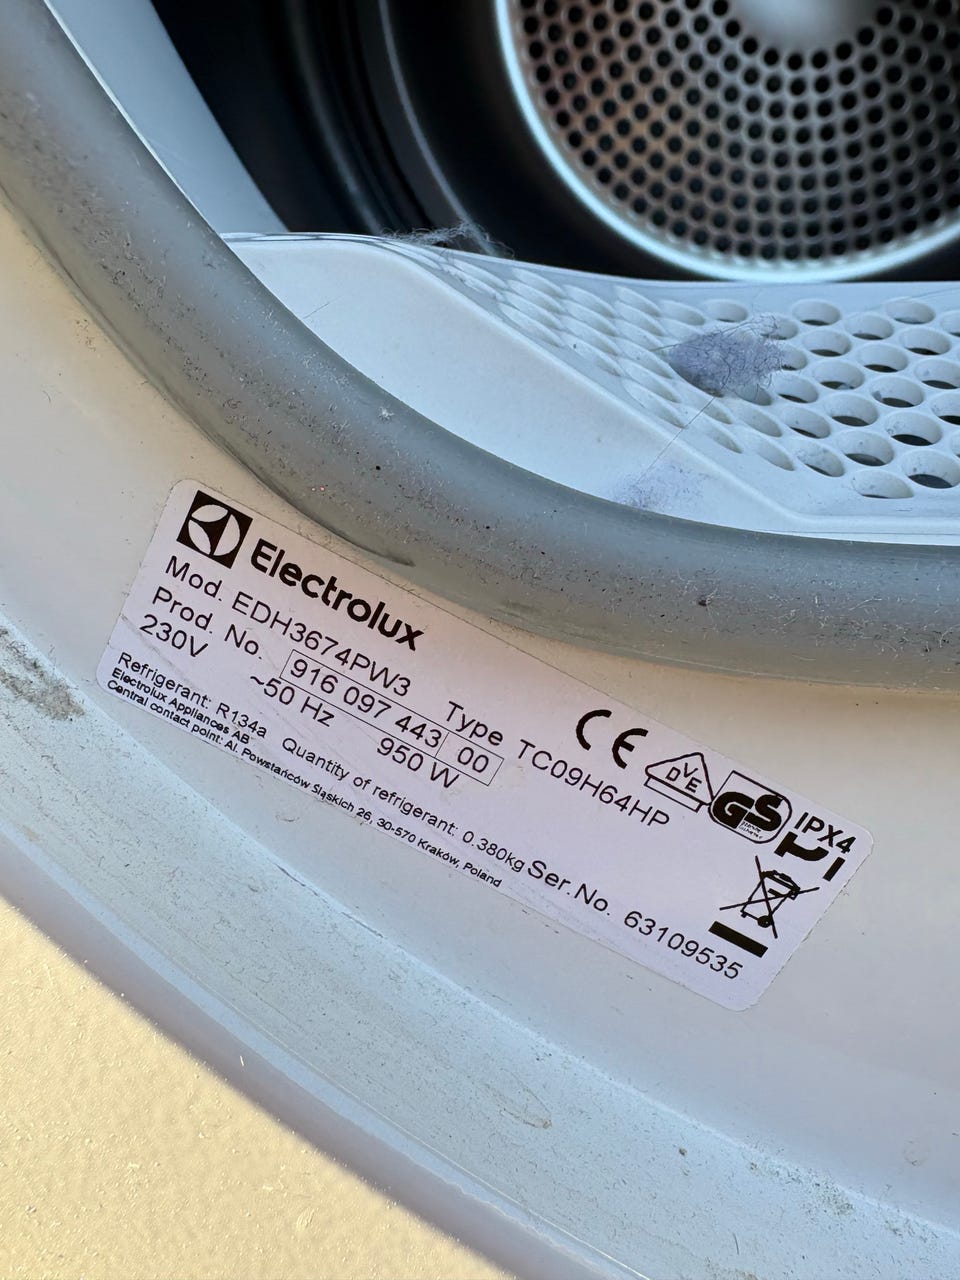 Electrolux
Mod. EDH3674PW3 Type TC09H64HP
Prod. No. 916 097 443 00
230V ~50 Hz 950 W
Refrigerant: R134a Quantity of refrigerant: 0.380kg Ser.No. 63109535
Electrolux Appliances AB
Central contact point: Al. Powstańców Śląskich 26, 30-570 Kraków, Poland
CE
DVE
GS
IPX4